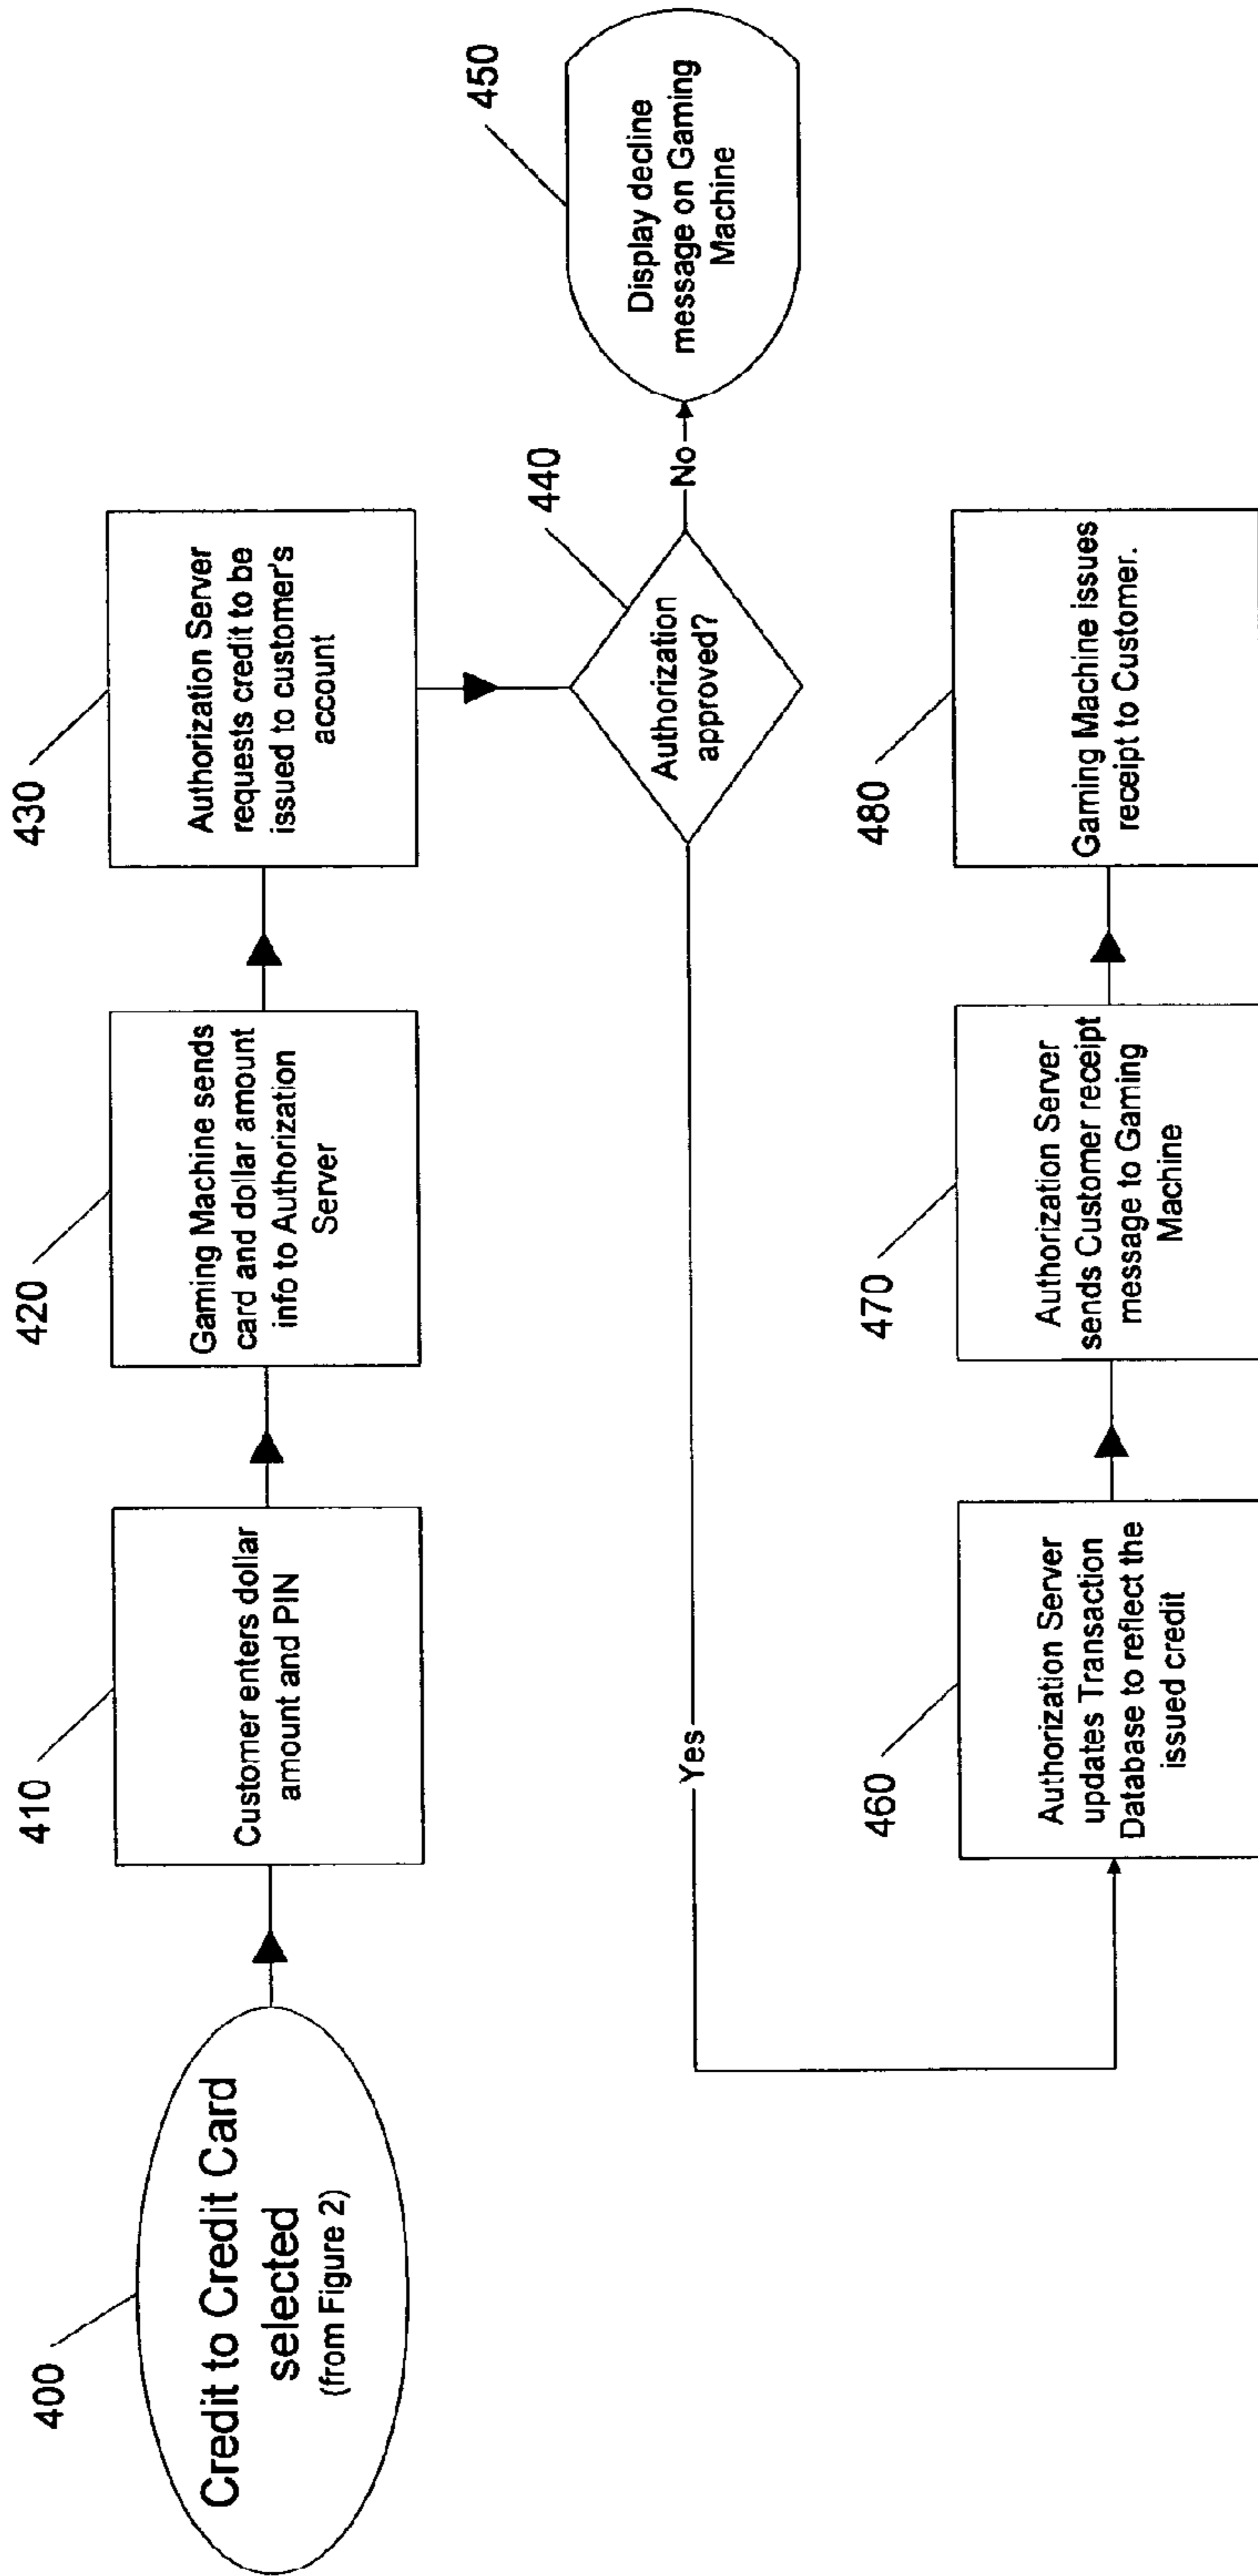 400
Credit to Credit Card
selected
(from Figure 2)
410
Customer enters dollar
amount and PIN
420
Gaming Machine sends
card and dollar amount
info to Authorization
Server
430
Authorization Server
requests credit to be
issued to customer's
account
440
Authorization
approved?
No
450
Display decline
message on Gaming
Machine
Yes
460
Authorization Server
updates Transaction
Database to reflect the
issued credit
470
Authorization Server
sends Customer receipt
message to Gaming
Machine
480
Gaming Machine issues
receipt to Customer.